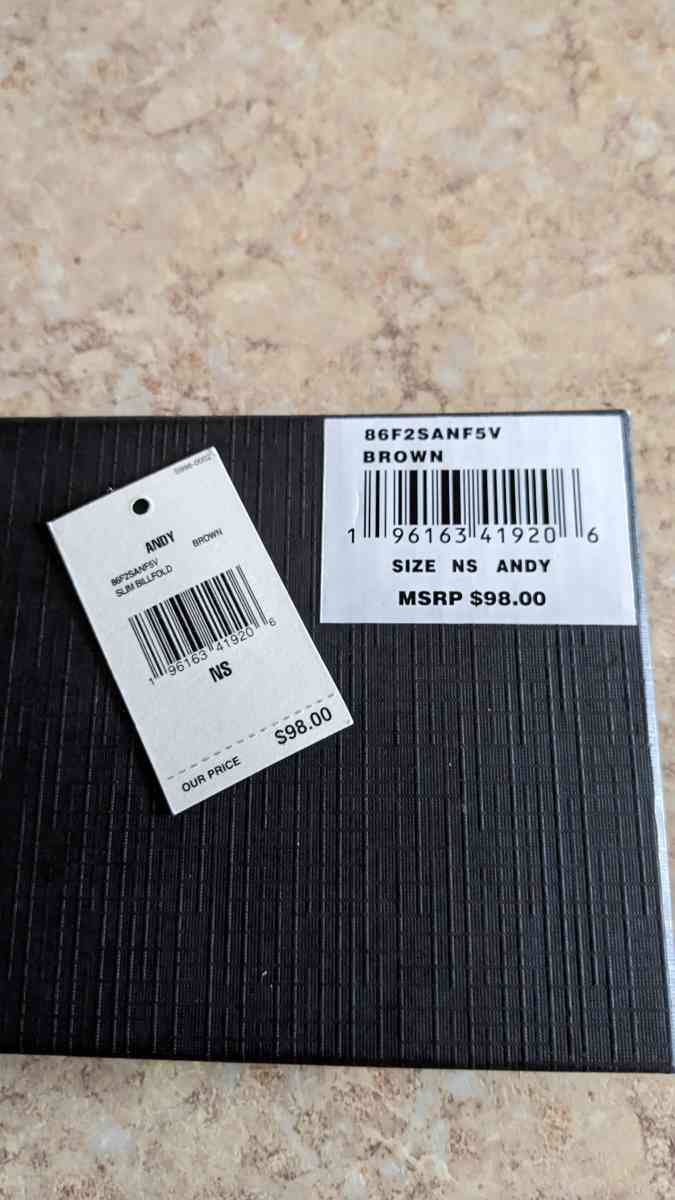 86F2SANF5V
BROWN
1 96163 41920 6
SIZE NS ANDY
MSRP $98.00
ANDY
86F2SANF5V BROWN
SLIM BILLFOLD
1 96163 41920 6
NS
OUR PRICE $98.00